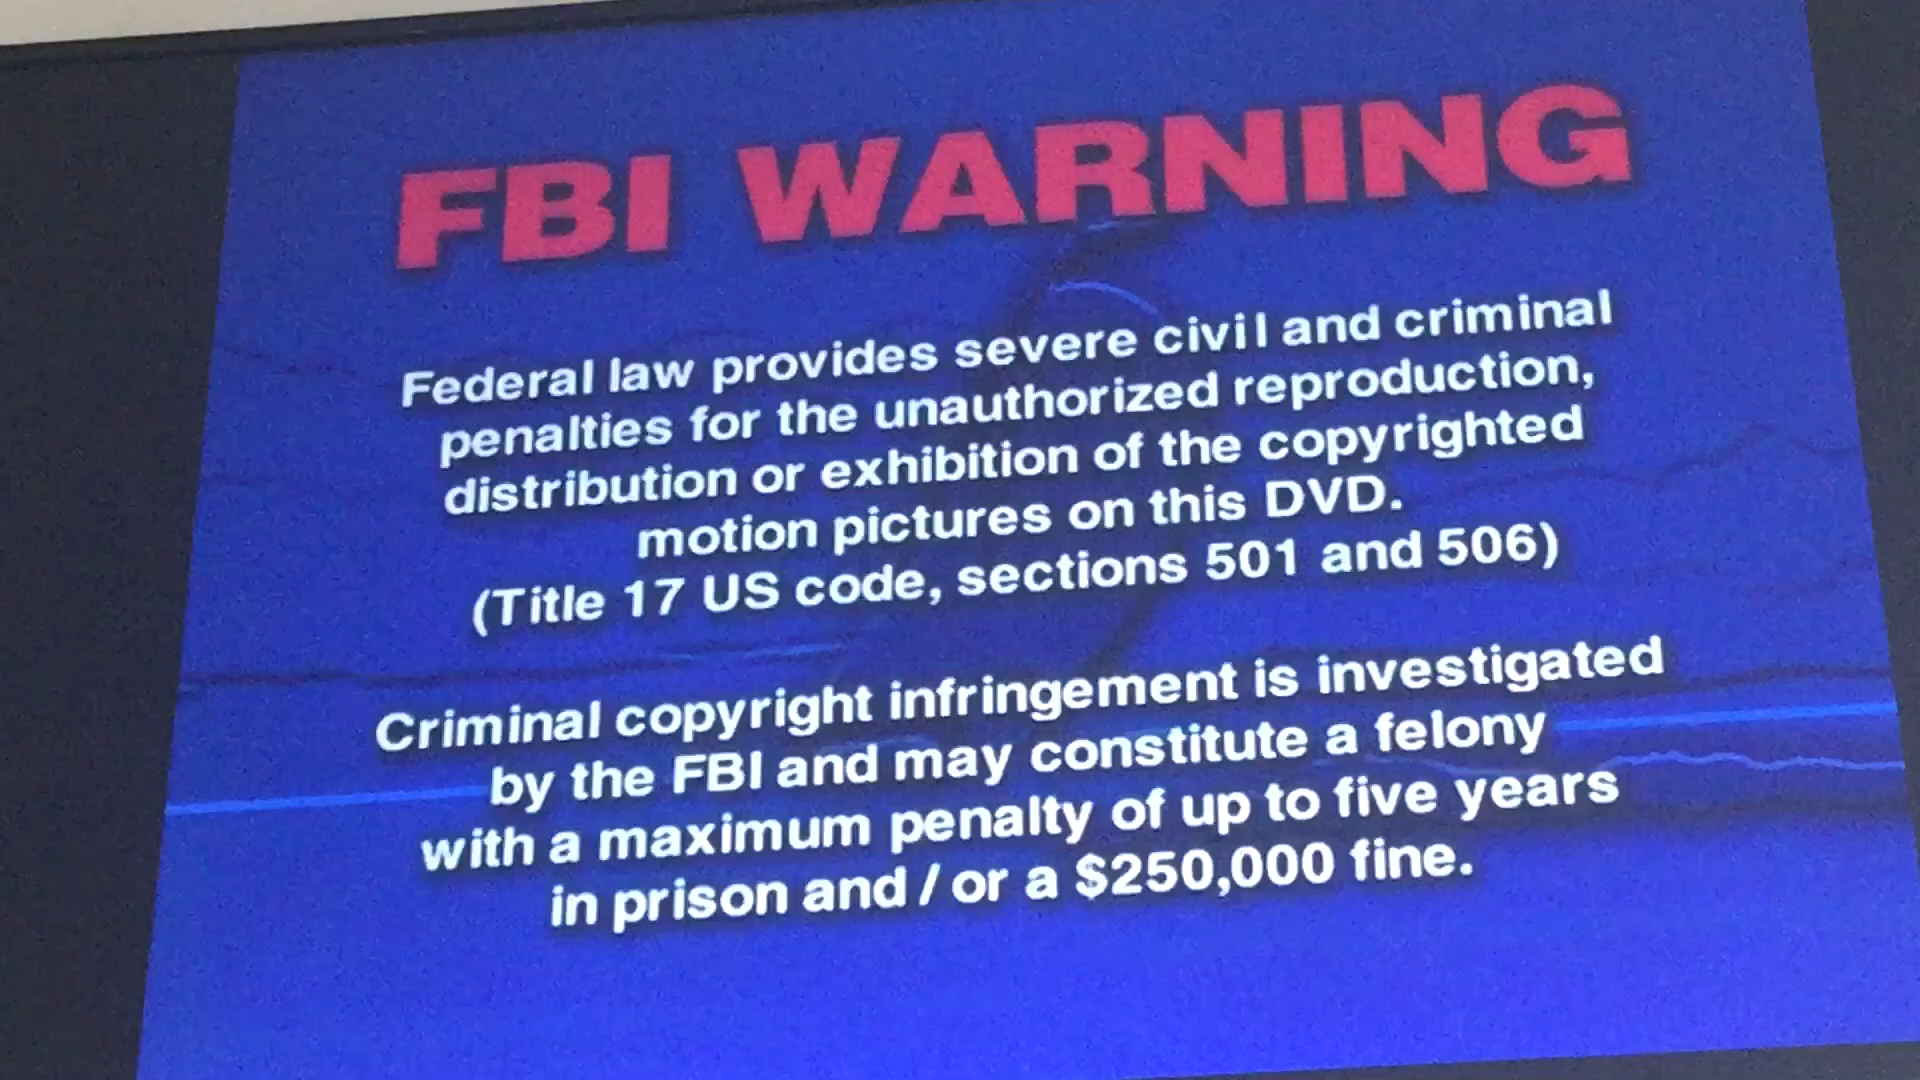 FBI WARNING
Federal law provides severe civil and criminal
penalties for the unauthorized reproduction,
distribution or exhibition of the copyrighted
motion pictures on this DVD.
(Title 17 US code, sections 501 and 506)
Criminal copyright infringement is investigated
by the FBI and may constitute a felony
with a maximum penalty of up to five years
in prison and / or a $250,000 fine.